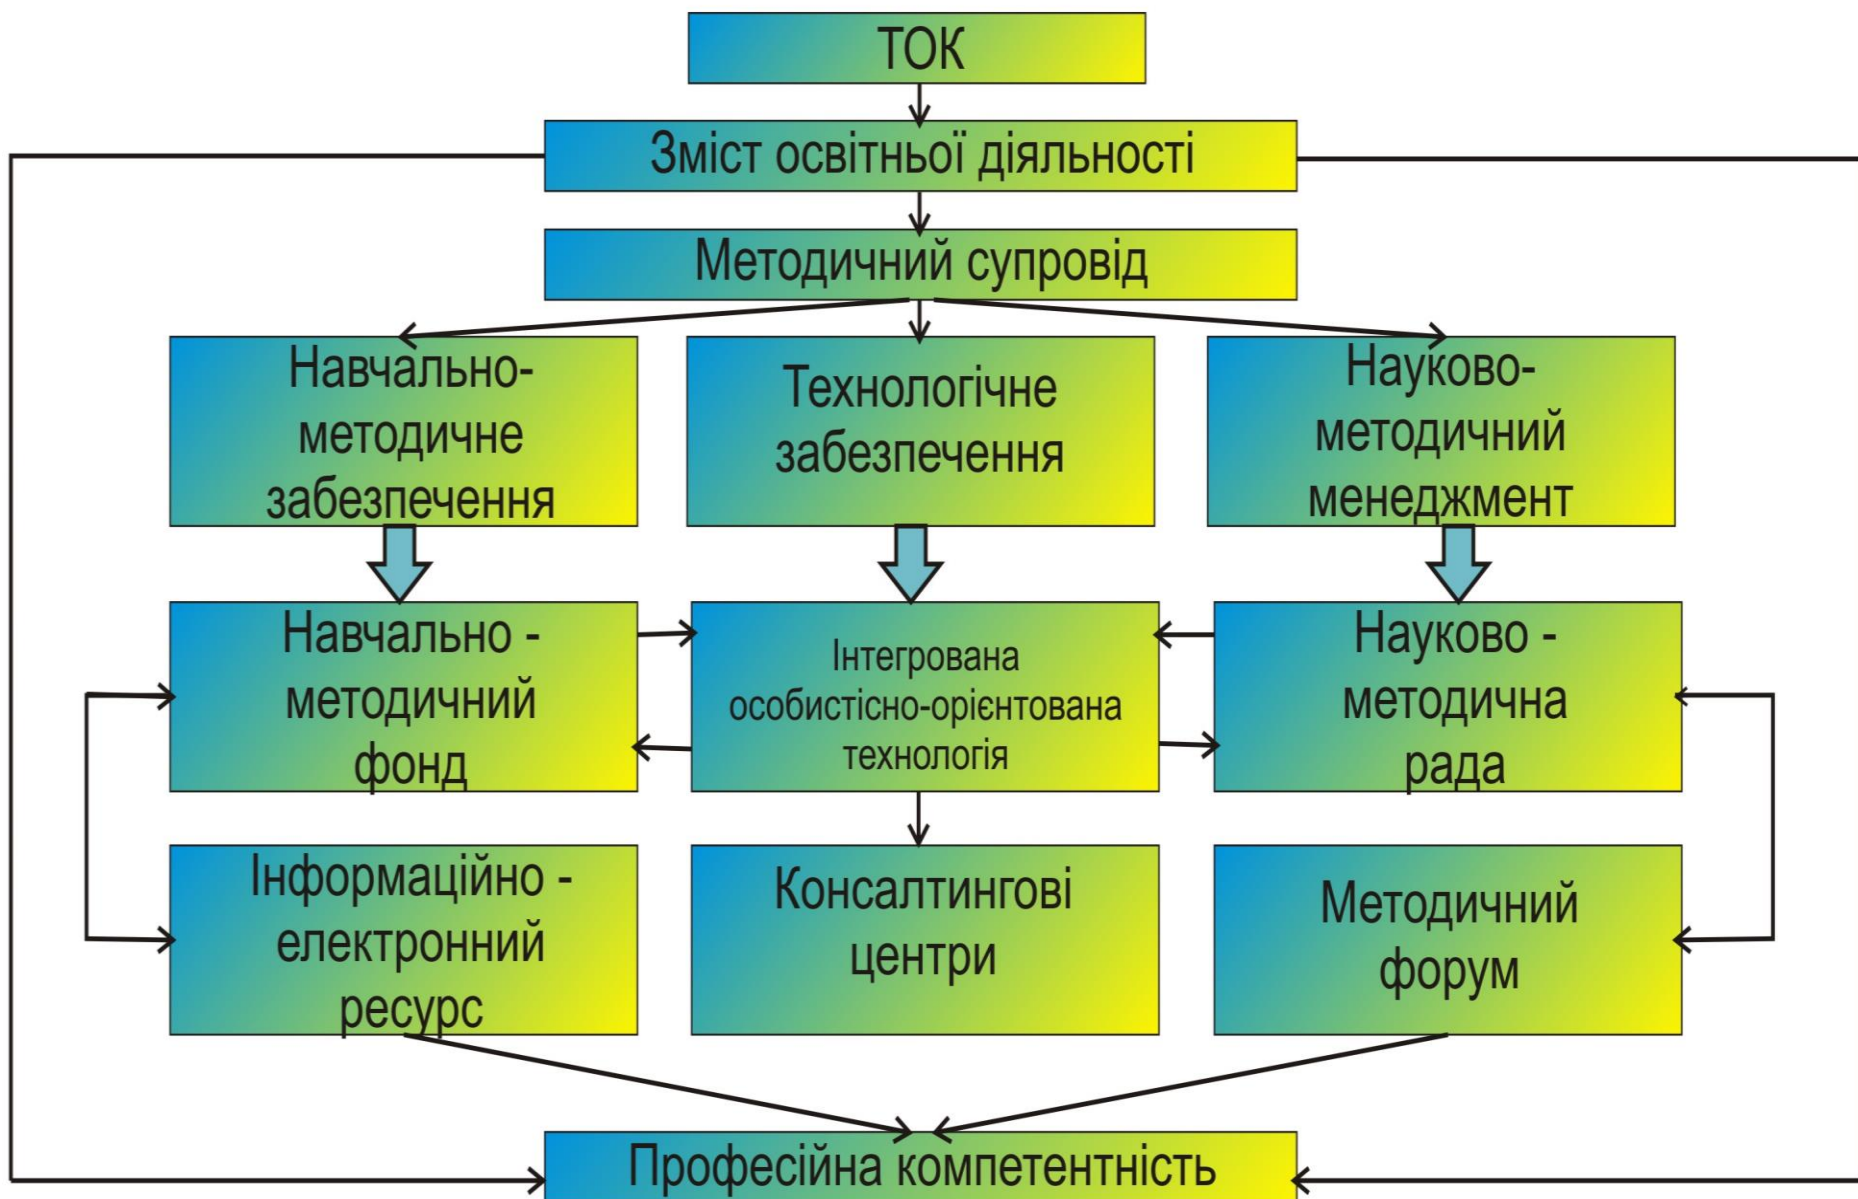 ТОК
Зміст освітньої діяльності
Методичний супровід
Навчально-
методичне
забезпечення
Технологічне
забезпечення
Науково-
методичний
менеджмент
Навчально -
методичний
фонд
Інтегрована
особистісно-орієнтована
технологія
Науково -
методична
рада
Інформаційно -
електронний
ресурс
Консалтингові
центри
Методичний
форум
Професійна компетентність